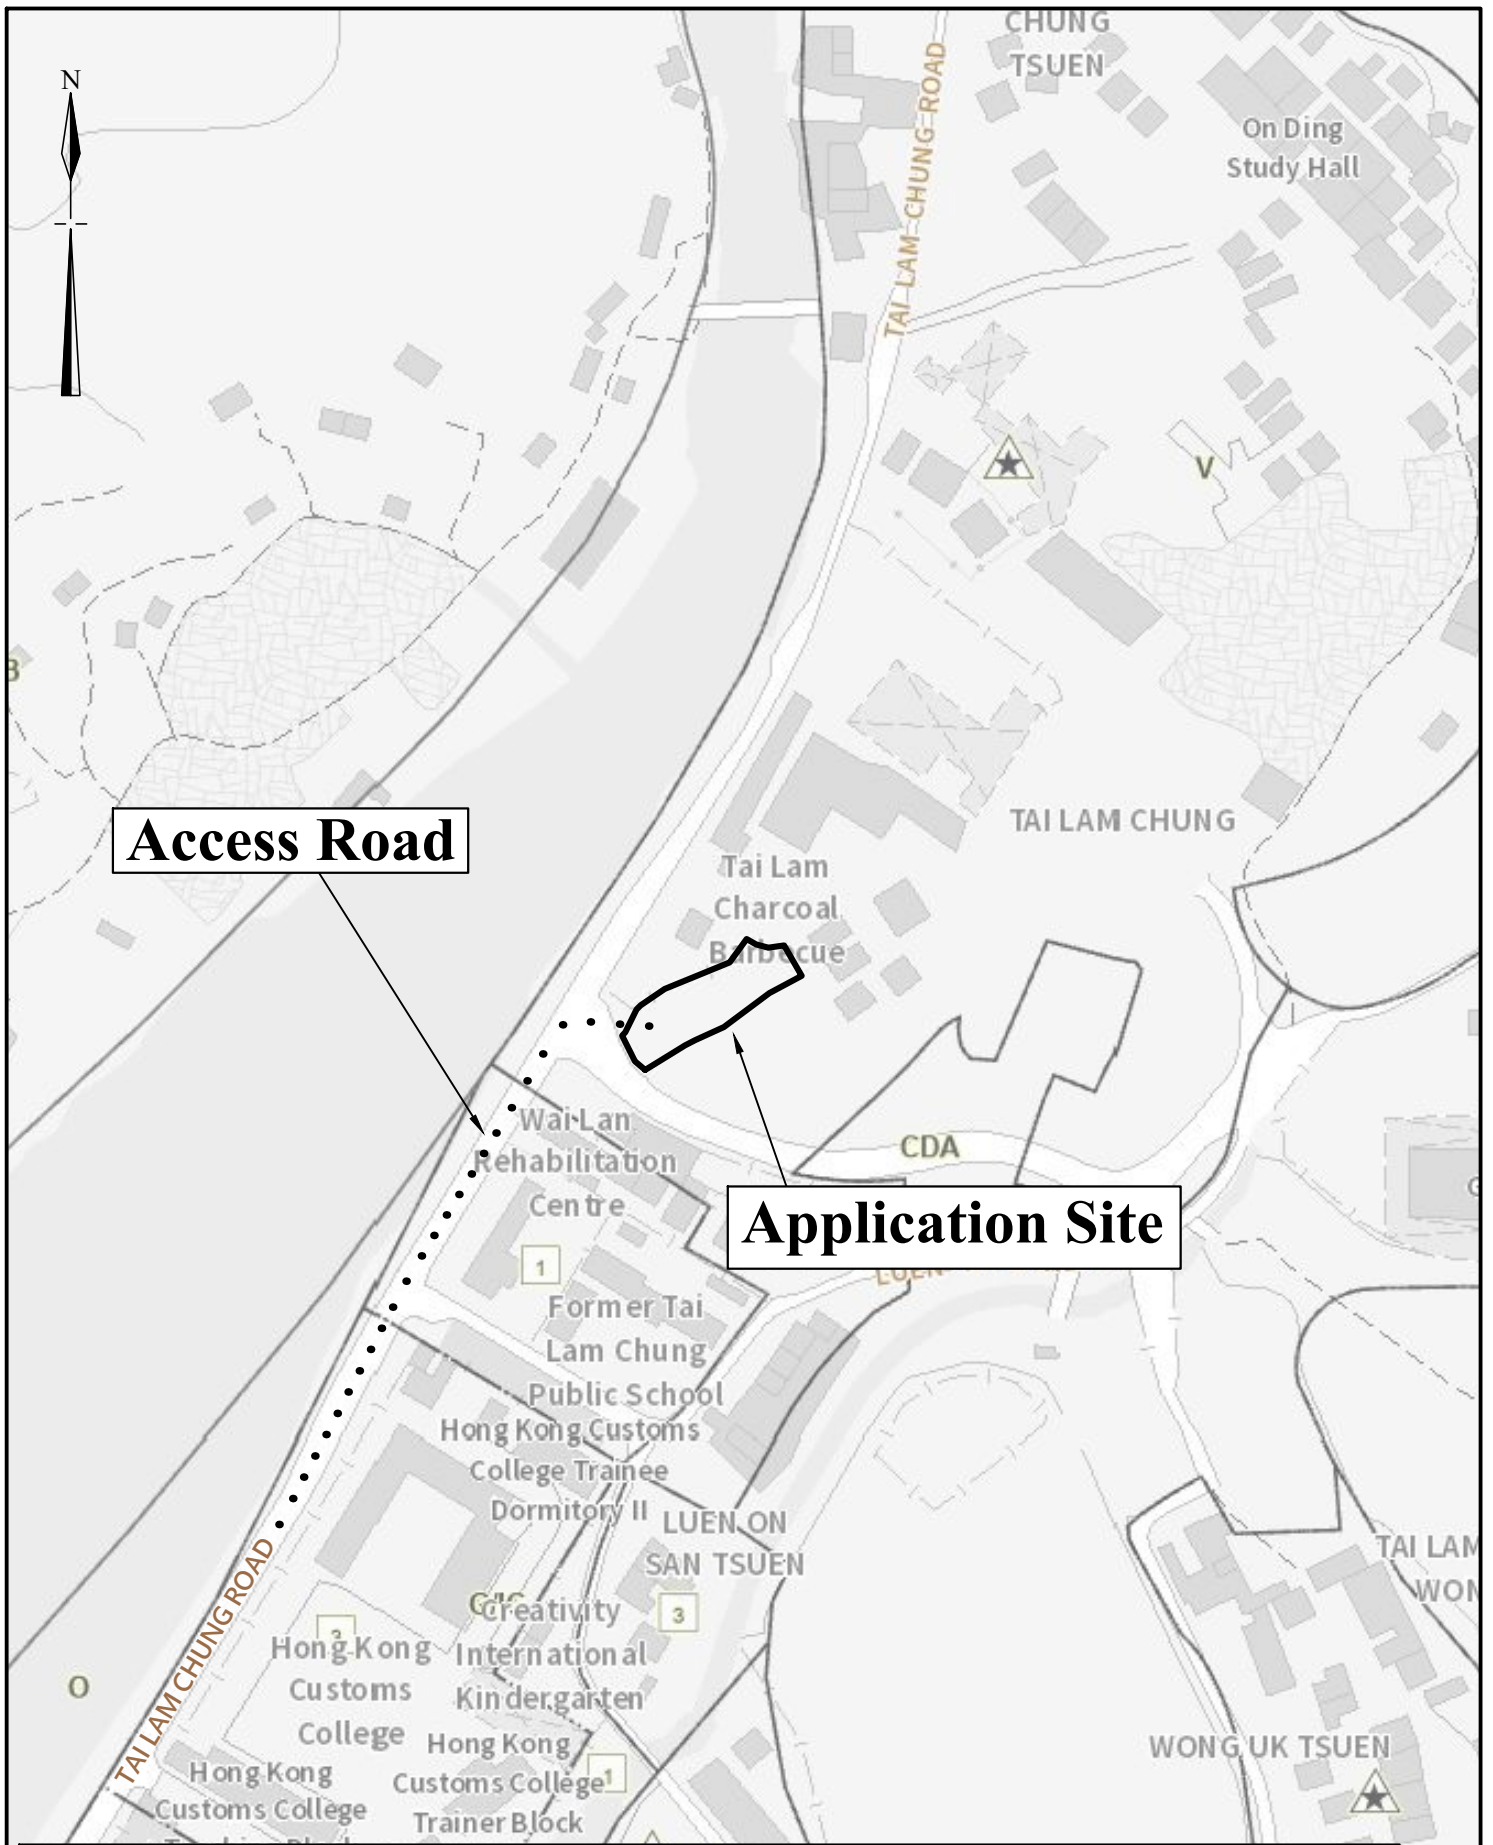 CHUNG
TSUEN
N
TAI LAM CHUNG ROAD
On Ding
Study Hall
V
B
Access Road
TAI LAM CHUNG
Tai Lam
Charcoal
Barbecue
Wai Lan
Rehabilitation
Centre
CDA
Application Site
1
Former Tai
Lam Chung
Public School
Hong Kong Customs
College Trainee
Dormitory II
LUEN ON
SAN TSUEN
TAI LAM
WON
Creativity
International
Kindergarten
3
Hong Kong
Customs
College
O
TAI LAM CHUNG ROAD
WONG UK TSUEN
Hong Kong
Customs College
Trainer Block
1
Hong Kong
Customs College